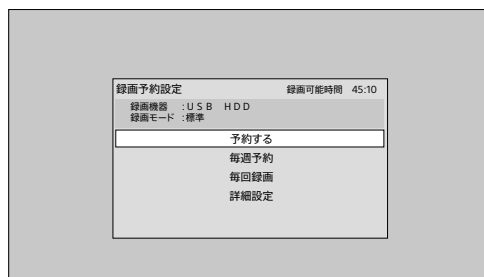 録画予約設定 録画可能時間 45:10
録画機器 :USB HDD
録画モード :標準
予約する
毎週予約
毎回録画
詳細設定